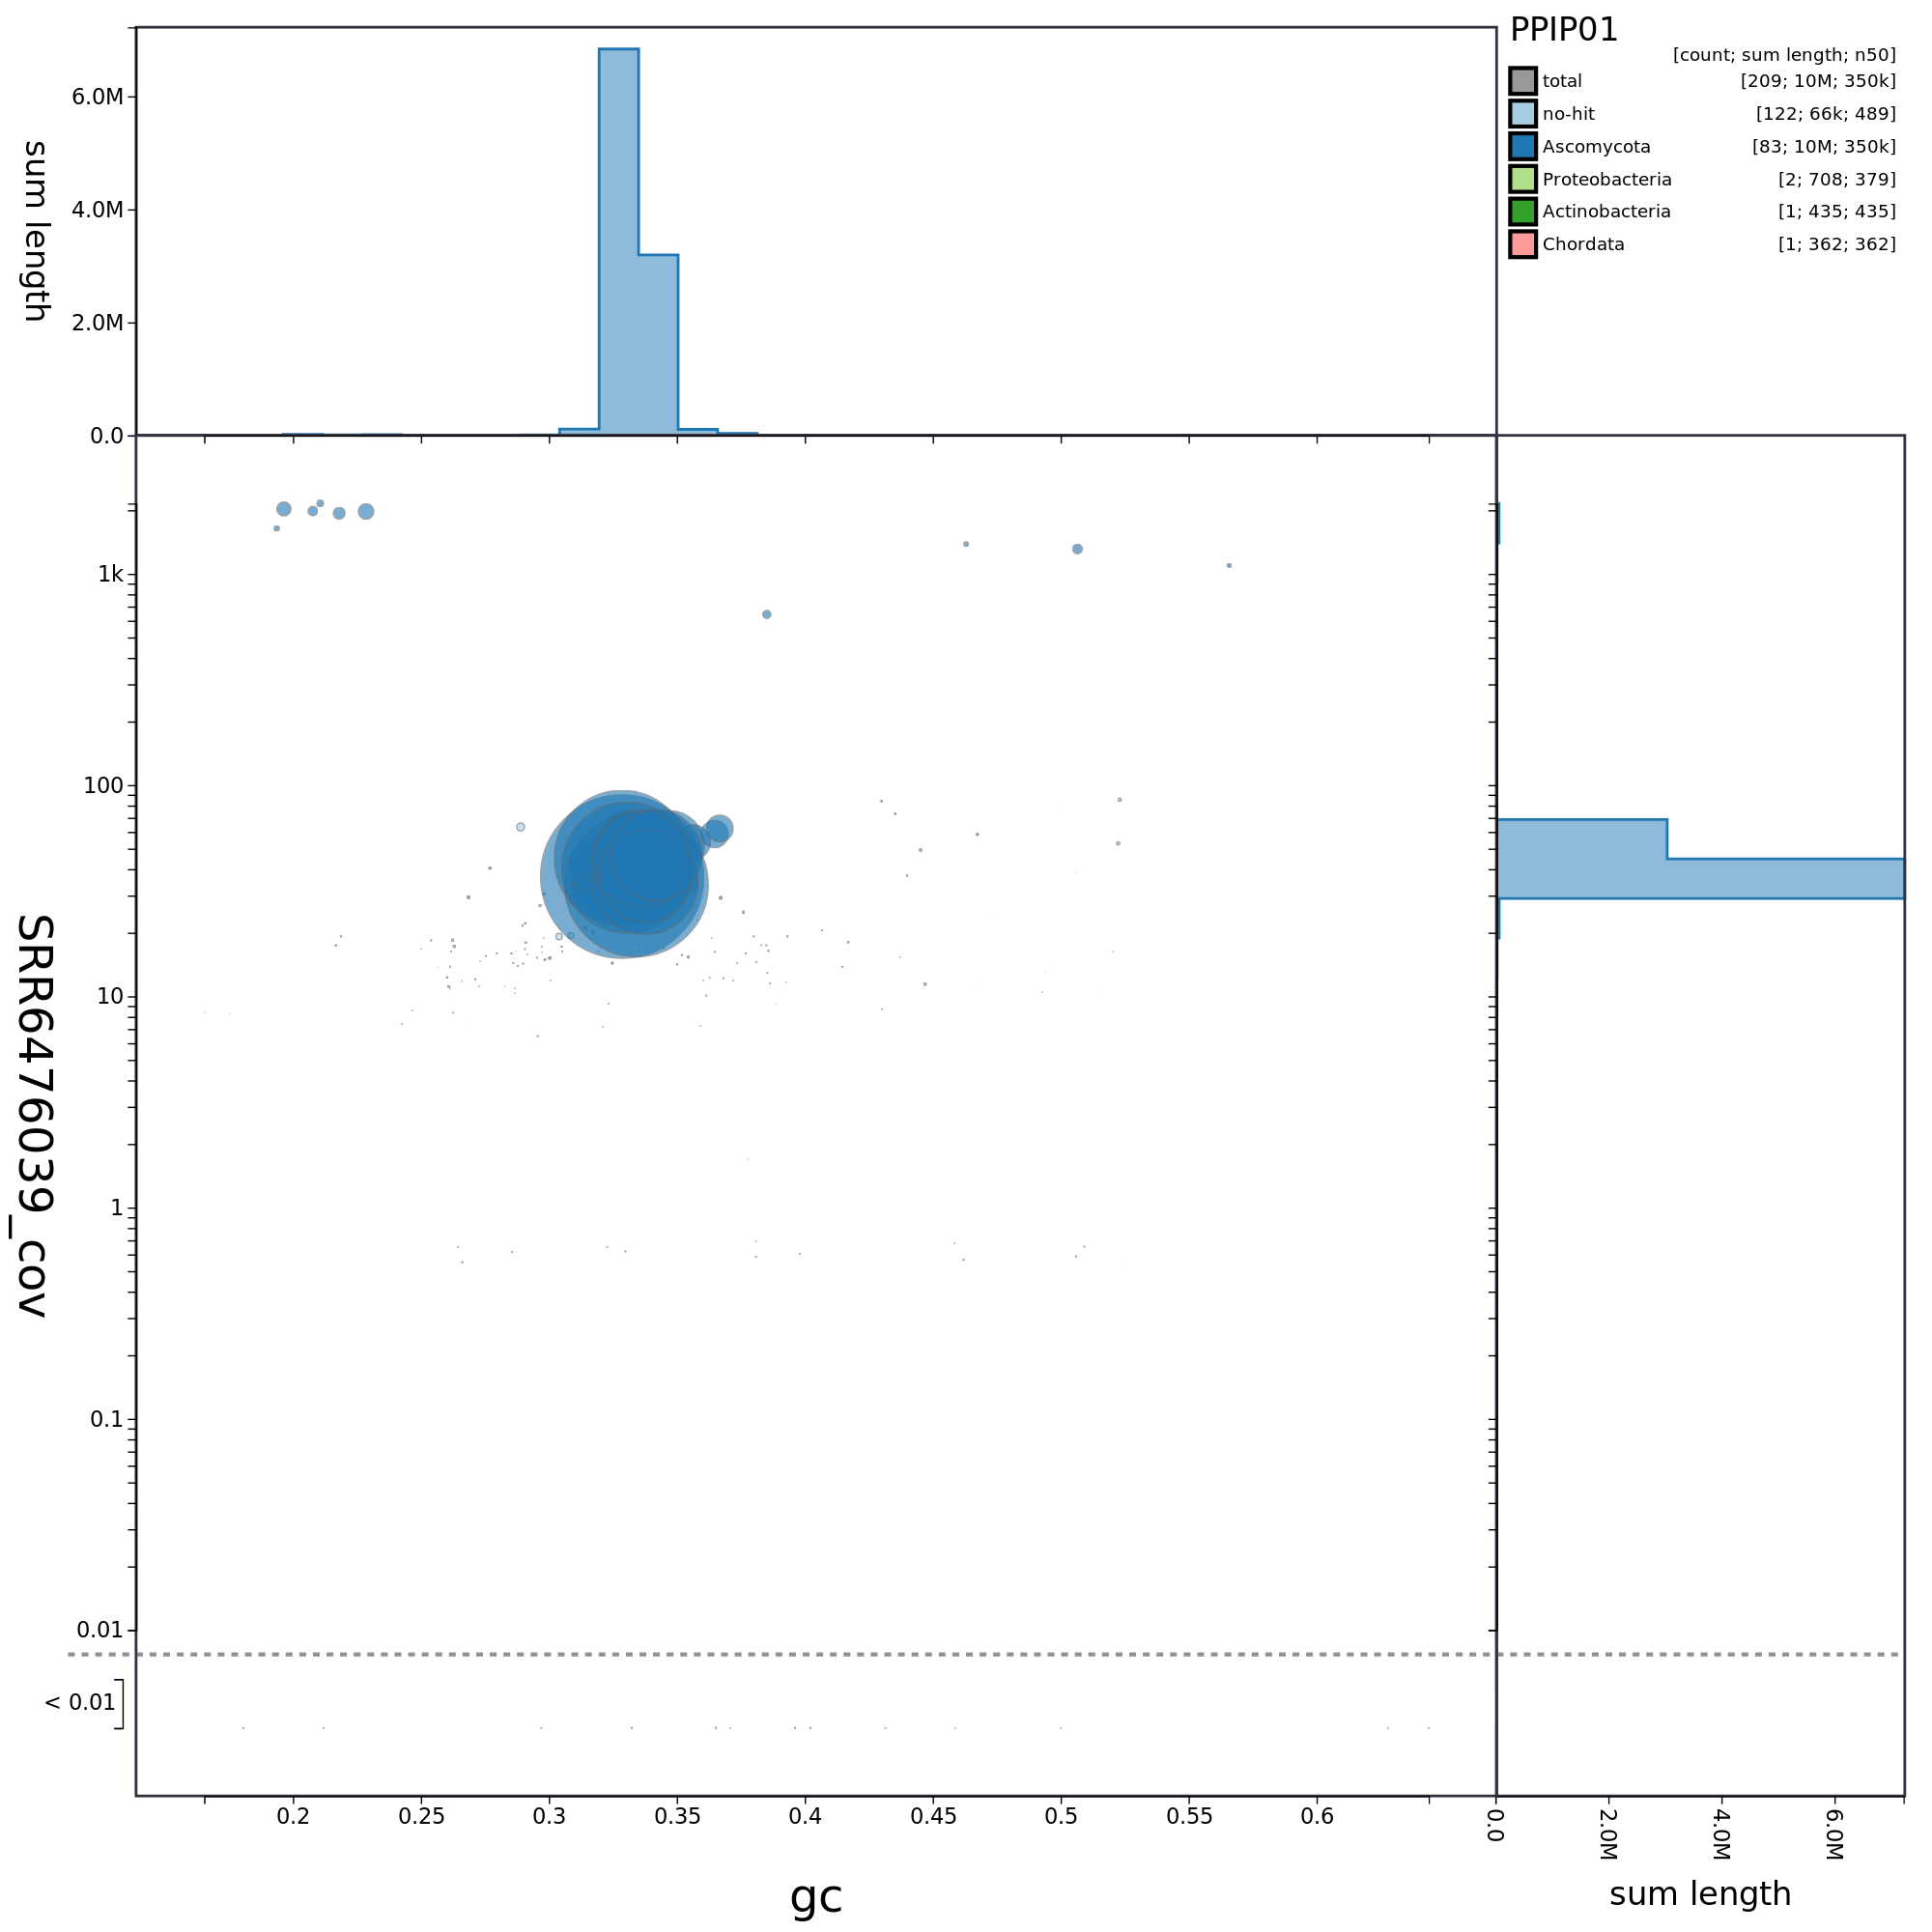 PPIP01
[count; sum length; n50]
total [209; 10M; 350k]
no-hit [122; 66k; 489]
Ascomycota [83; 10M; 350k]
Proteobacteria [2; 708; 379]
Actinobacteria [1; 435; 435]
Chordata [1; 362; 362]
sum length
6.0M
4.0M
2.0M
0.0
SRR6476039_cov
1k
100
10
1
0.1
0.01
< 0.01
0.2 0.25 0.3 0.35 0.4 0.45 0.5 0.55 0.6
gc
0.0 2.0M 4.0M 6.0M
sum length